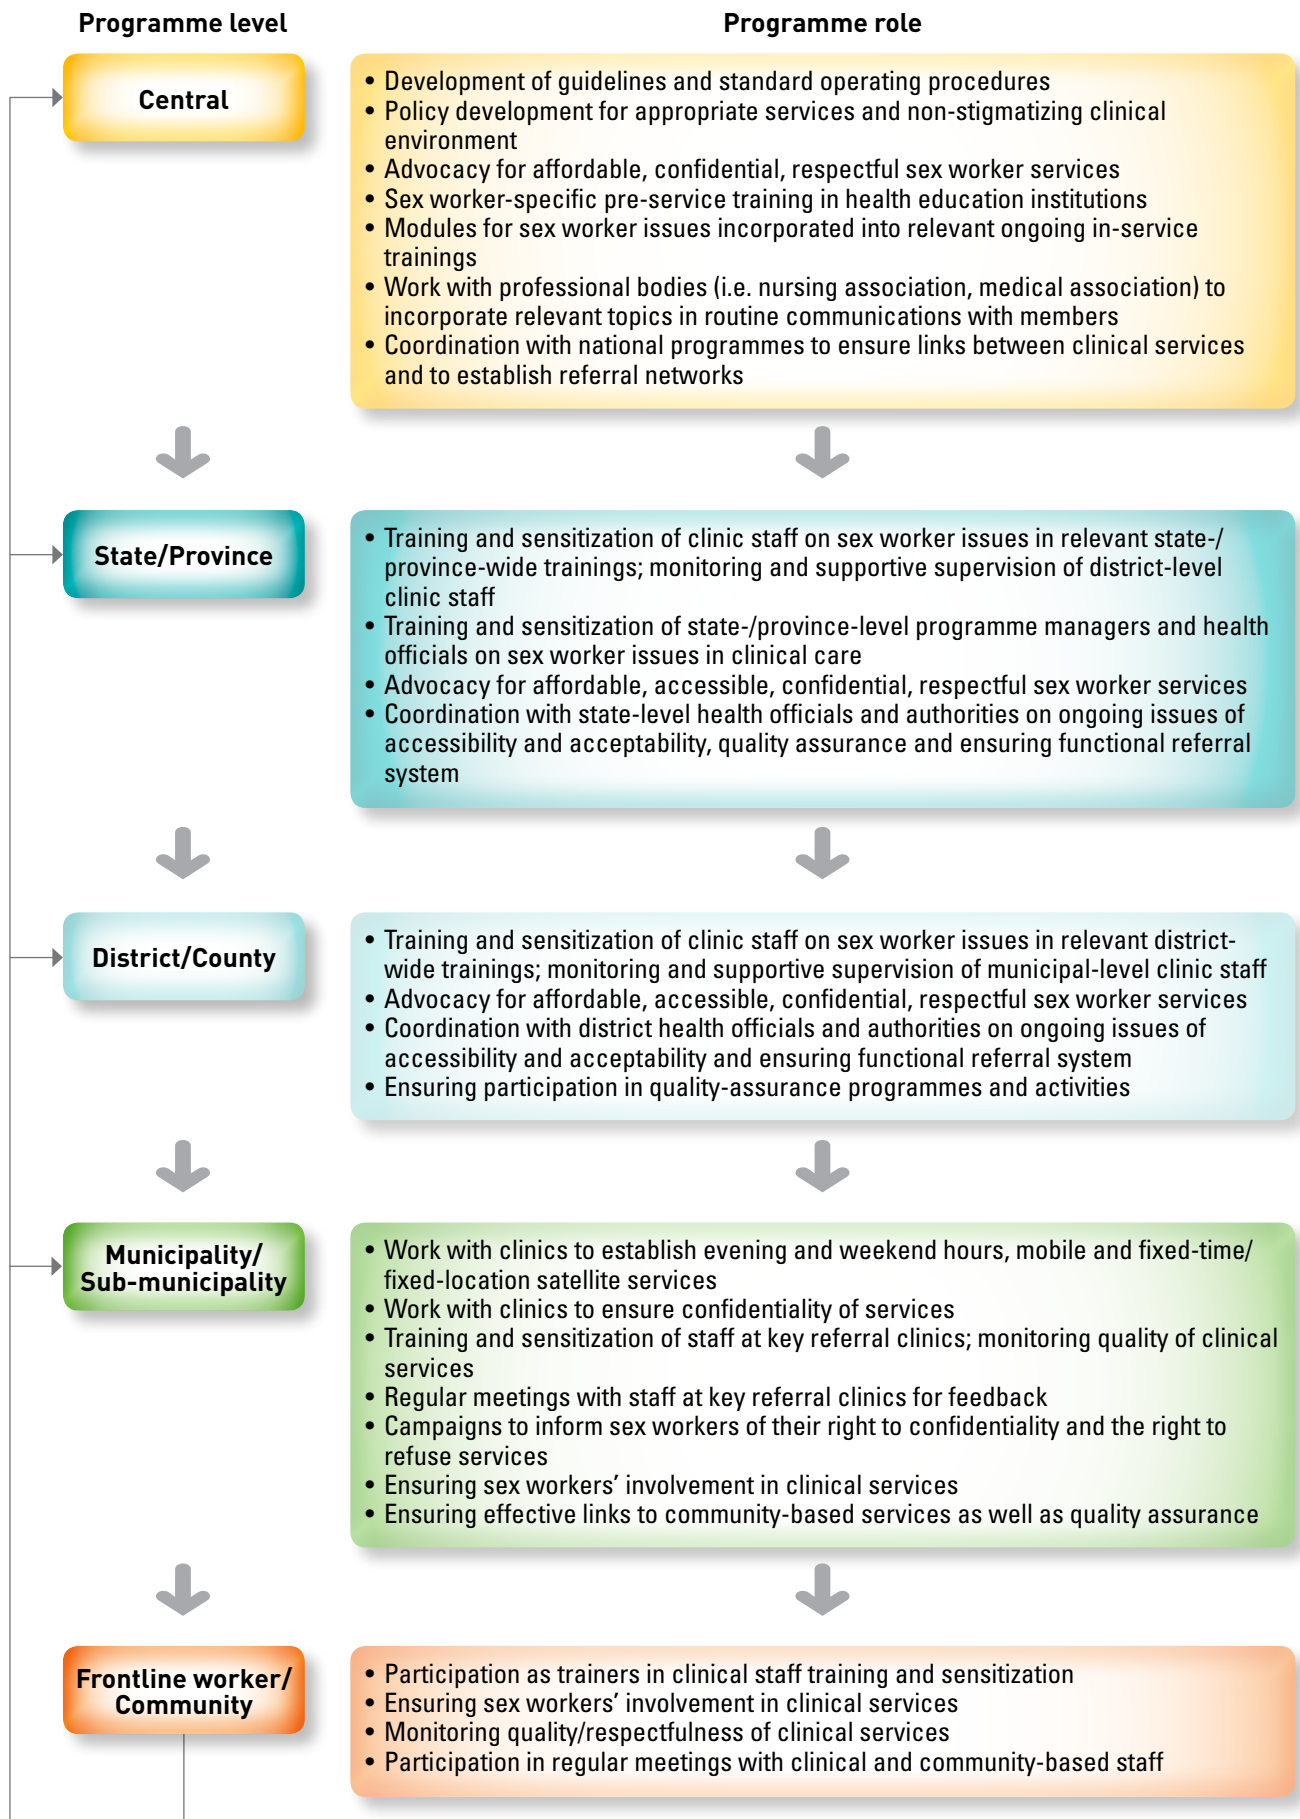 Programme level
Programme role
Central
• Development of guidelines and standard operating procedures
• Policy development for appropriate services and non-stigmatizing clinical
environment
• Advocacy for affordable, confidential, respectful sex worker services
• Sex worker-specific pre-service training in health education institutions
• Modules for sex worker issues incorporated into relevant ongoing in-service
trainings
• Work with professional bodies (i.e. nursing association, medical association) to
incorporate relevant topics in routine communications with members
• Coordination with national programmes to ensure links between clinical services
and to establish referral networks
State/Province
• Training and sensitization of clinic staff on sex worker issues in relevant state-/
province-wide trainings; monitoring and supportive supervision of district-level
clinic staff
• Training and sensitization of state-/province-level programme managers and health
officials on sex worker issues in clinical care
• Advocacy for affordable, accessible, confidential, respectful sex worker services
• Coordination with state-level health officials and authorities on ongoing issues of
accessibility and acceptability, quality assurance and ensuring functional referral
system
District/County
• Training and sensitization of clinic staff on sex worker issues in relevant district-
wide trainings; monitoring and supportive supervision of municipal-level clinic staff
• Advocacy for affordable, accessible, confidential, respectful sex worker services
• Coordination with district health officials and authorities on ongoing issues of
accessibility and acceptability and ensuring functional referral system
• Ensuring participation in quality-assurance programmes and activities
Municipality/
Sub-municipality
• Work with clinics to establish evening and weekend hours, mobile and fixed-time/
fixed-location satellite services
• Work with clinics to ensure confidentiality of services
• Training and sensitization of staff at key referral clinics; monitoring quality of clinical
services
• Regular meetings with staff at key referral clinics for feedback
• Campaigns to inform sex workers of their right to confidentiality and the right to
refuse services
• Ensuring sex workers' involvement in clinical services
• Ensuring effective links to community-based services as well as quality assurance
Frontline worker/
Community
• Participation as trainers in clinical staff training and sensitization
• Ensuring sex workers' involvement in clinical services
• Monitoring quality/respectfulness of clinical services
• Participation in regular meetings with clinical and community-based staff